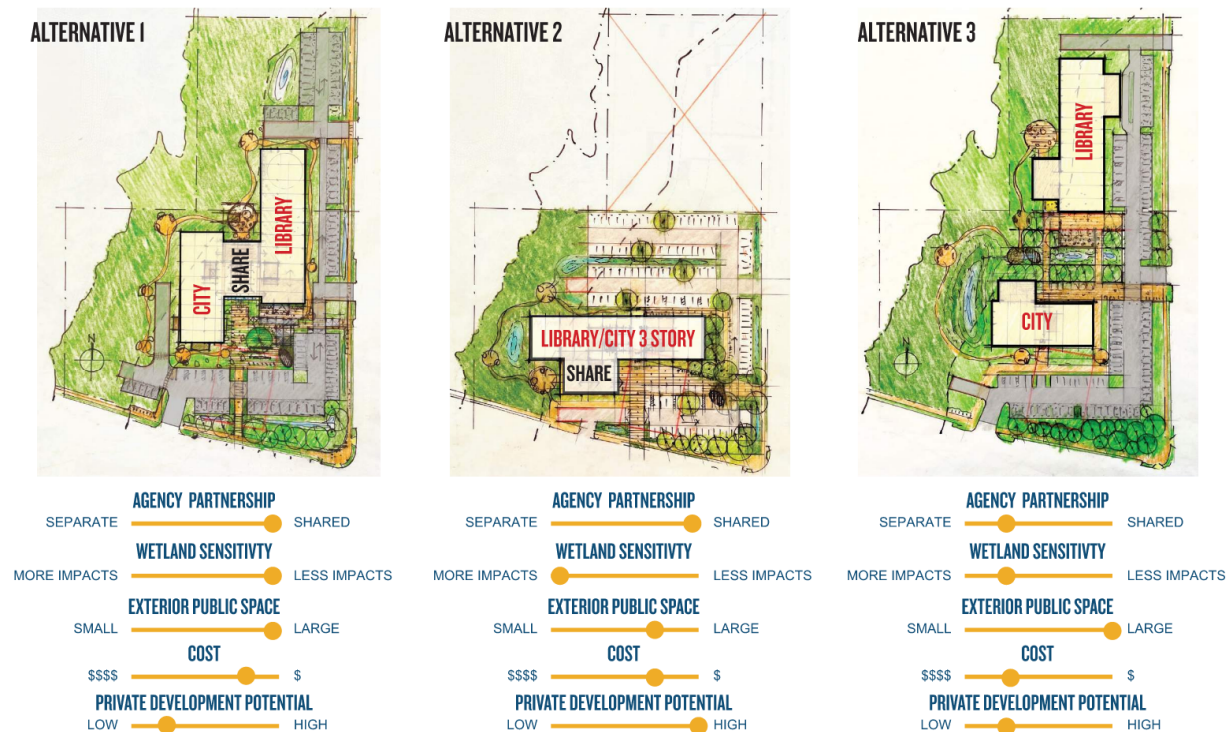 ALTERNATIVE 1
LIBRARY
SHARE
CITY
N
AGENCY PARTNERSHIP
SEPARATE SHARED
WETLAND SENSITIVTY
MORE IMPACTS LESS IMPACTS
EXTERIOR PUBLIC SPACE
SMALL LARGE
COST
$$$$ $
PRIVATE DEVELOPMENT POTENTIAL
LOW HIGH
ALTERNATIVE 2
LIBRARY/CITY 3 STORY
SHARE
AGENCY PARTNERSHIP
SEPARATE SHARED
WETLAND SENSITIVTY
MORE IMPACTS LESS IMPACTS
EXTERIOR PUBLIC SPACE
SMALL LARGE
COST
$$$$ $
PRIVATE DEVELOPMENT POTENTIAL
LOW HIGH
ALTERNATIVE 3
LIBRARY
CITY
N
AGENCY PARTNERSHIP
SEPARATE SHARED
WETLAND SENSITIVTY
MORE IMPACTS LESS IMPACTS
EXTERIOR PUBLIC SPACE
SMALL LARGE
COST
$$$$ $
PRIVATE DEVELOPMENT POTENTIAL
LOW HIGH